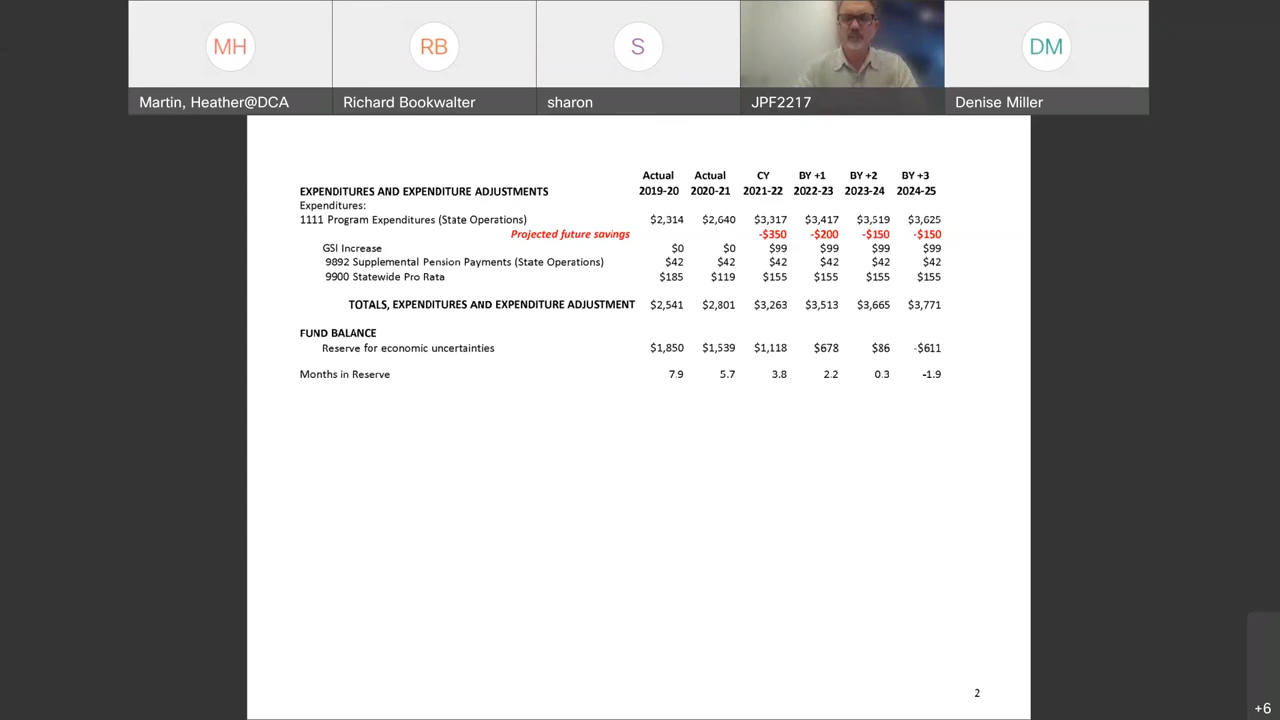 MH RB S DM
Martin, Heather@DCA Richard Bookwalter sharon JPF2217 Denise Miller
Actual Actual CY BY +1 BY +2 BY +3
EXPENDITURES AND EXPENDITURE ADJUSTMENTS 2019-20 2020-21 2021-22 2022-23 2023-24 2024-25
Expenditures:
1111 Program Expenditures (State Operations) $2,314 $2,640 $3,317 $3,417 $3,519 $3,625
Projected future savings -$350 -$200 -$150 -$150
GSI Increase $0 $0 $99 $99 $99 $99
9892 Supplemental Pension Payments (State Operations) $42 $42 $42 $42 $42 $42
9900 Statewide Pro Rata $185 $119 $155 $155 $155 $155
TOTALS, EXPENDITURES AND EXPENDITURE ADJUSTMENT $2,541 $2,801 $3,263 $3,513 $3,665 $3,771
FUND BALANCE
Reserve for economic uncertainties $1,850 $1,539 $1,118 $678 $86 -$611
Months in Reserve 7.9 5.7 3.8 2.2 0.3 -1.9
2
+6